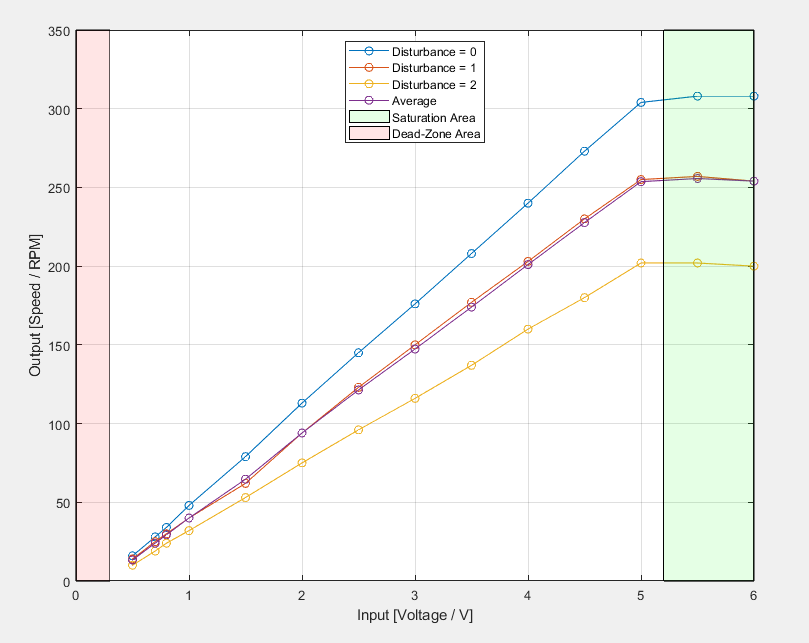 350
300
250
200
150
100
50
0
Output [Speed / RPM]
Disturbance = 0
Disturbance = 1
Disturbance = 2
Average
Saturation Area
Dead-Zone Area
0 1 2 3 4 5 6
Input [Voltage / V]